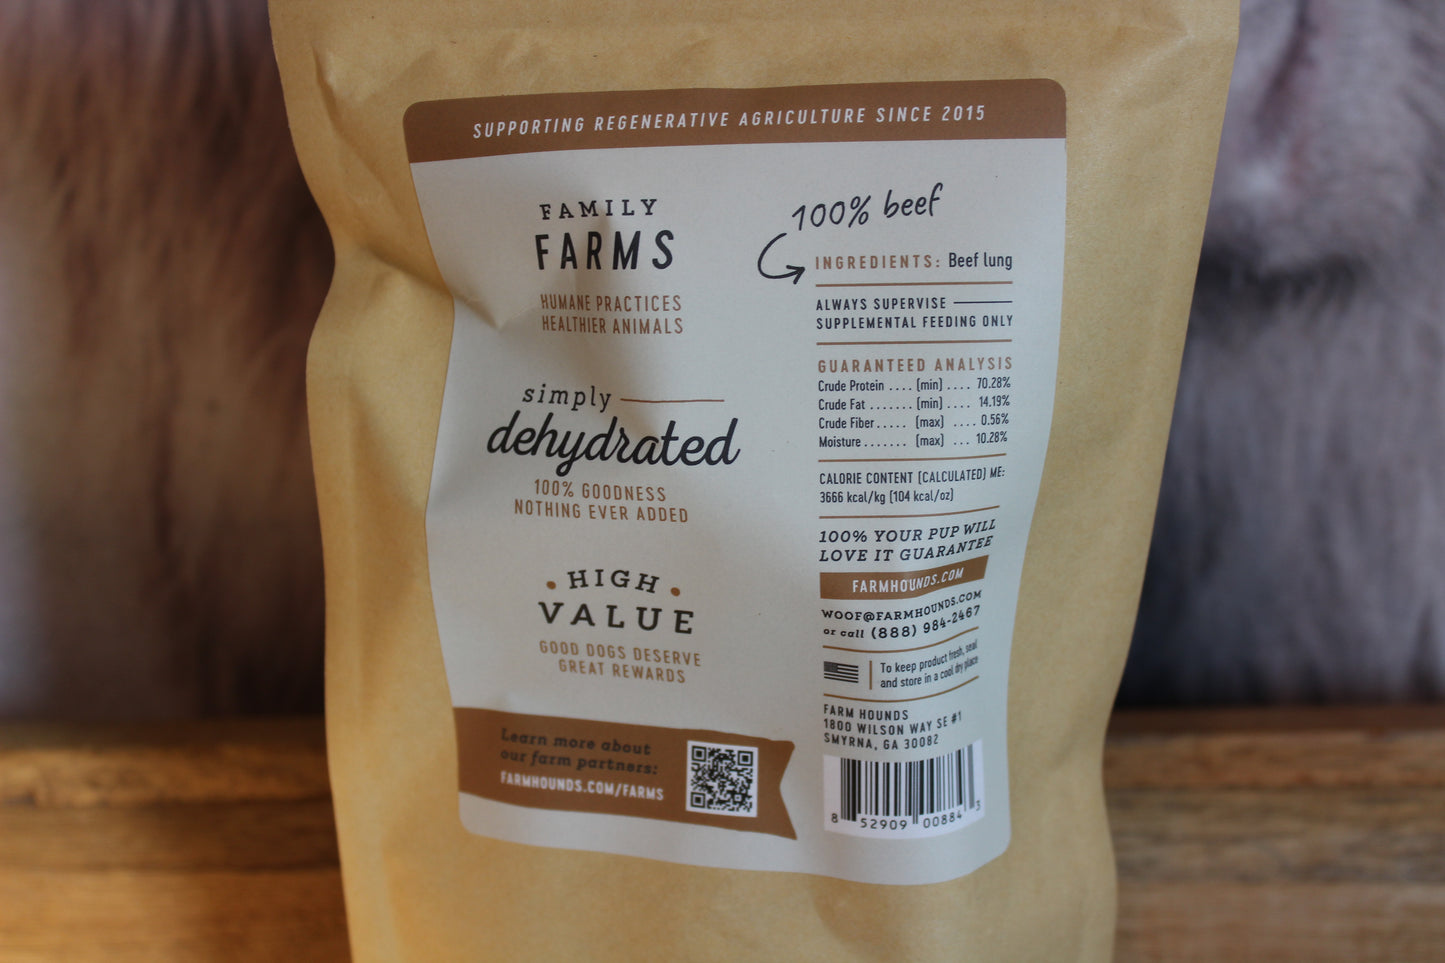 SUPPORTING REGENERATIVE AGRICULTURE SINCE 2015
FAMILY
FARMS
HUMANE PRACTICES
HEALTHIER ANIMALS
simply
dehydrated
100% GOODNESS
NOTHING EVER ADDED
HIGH
VALUE
GOOD DOGS DESERVE
GREAT REWARDS
Learn more about
our farm partners:
FARMHOUNDS.COM/FARMS
100% beef
INGREDIENTS: Beef lung
ALWAYS SUPERVISE
SUPPLEMENTAL FEEDING ONLY
GUARANTEED ANALYSIS
Crude Protein .... (min) .... 70.28%
Crude Fat ....... (min) .... 14.19%
Crude Fiber ..... (max) .... 0.56%
Moisture ....... (max) ... 10.28%
CALORIE CONTENT (CALCULATED) ME:
3666 kcal/kg (104 kcal/oz)
100% YOUR PUP WILL
LOVE IT GUARANTEE
FARMHOUNDS.COM
WOOF@FARMHOUNDS.COM
or call (888) 984-2467
To keep product fresh, seal
and store in a cool dry place
FARM HOUNDS
1800 WILSON WAY SE #1
SMYRNA, GA 30082
8 52909 00884 3